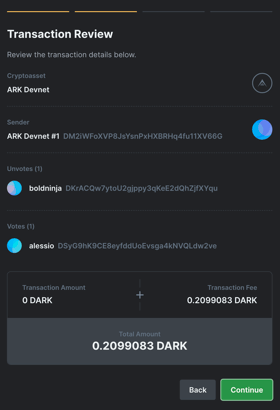 Transaction Review
Review the transaction details below.
Cryptoasset
ARK Devnet
Sender
ARK Devnet #1 DM2iWFoXVP8JsYsnPxHXBRHq4fu11XV66G
Unvotes (1)
boldninja DKrACQw7ytoU2gjppy3qKeE2dQhZjfXYqu
Votes (1)
alessio DSyG9hK9CE8eyfddUoEvsga4kNVQLdw2ve
Transaction Amount
0 DARK
+
Transaction Fee
0.2099083 DARK
Total Amount
0.2099083 DARK
Back
Continue